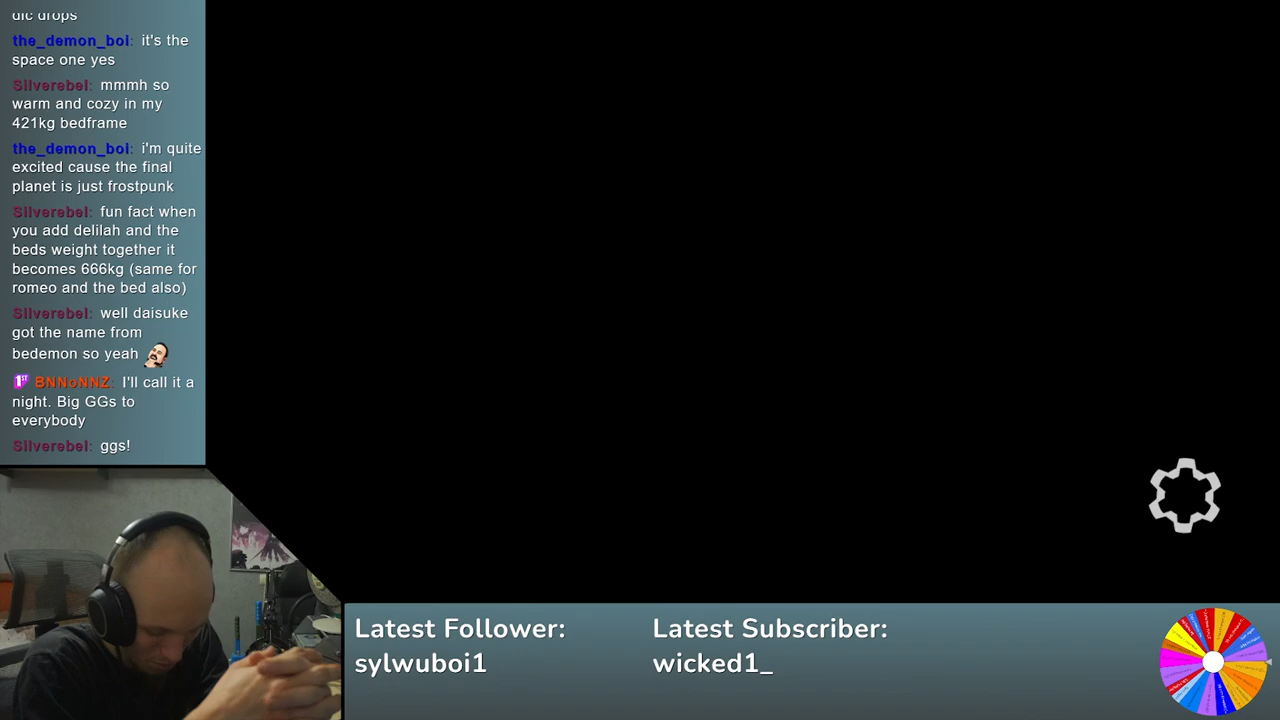 dic drops
the_demon_boi: it's the
space one yes
Silverebel: mmmh so
warm and cozy in my
421kg bedframe
the_demon_boi: i'm quite
excited cause the final
planet is just frostpunk
Silverebel: fun fact when
you add delilah and the
beds weight together it
becomes 666kg (same for
romeo and the bed also)
Silverebel: well daisuke
got the name from
bedemon so yeah
1ST BNNoNNZ: I'll call it a
night. Big GGs to
everybody
Silverebel: ggs!
Latest Follower:
sylwuboi1
Latest Subscriber:
wicked1_